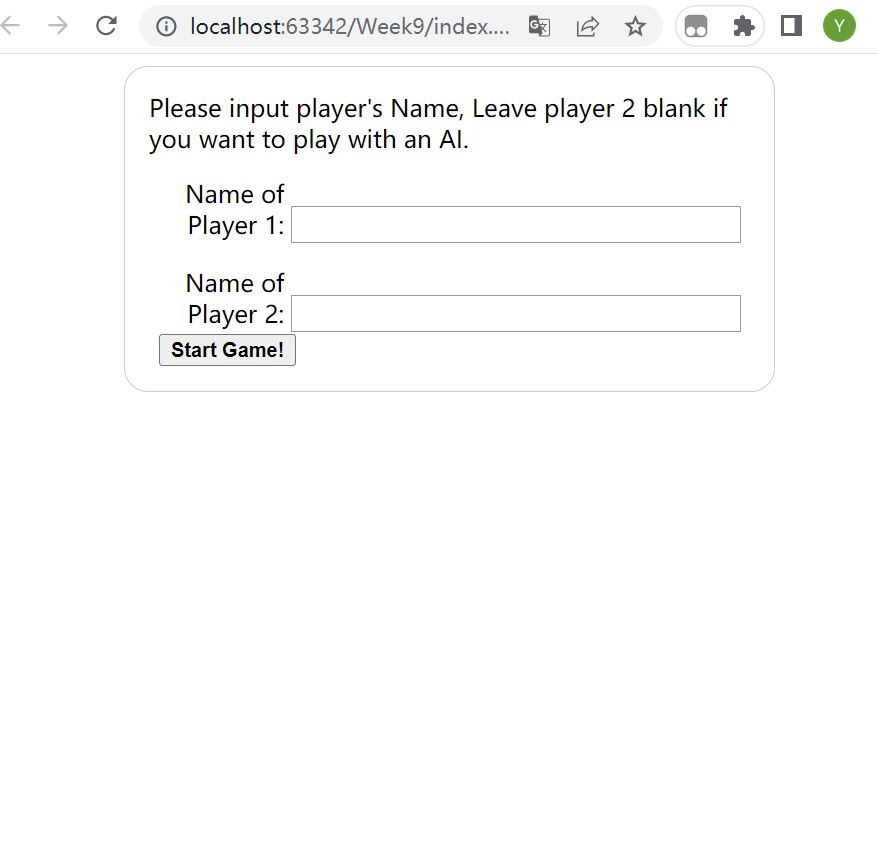 localhost:63342/Week9/index....
Y
Please input player's Name, Leave player 2 blank if
you want to play with an AI.
Name of
Player 1:
Name of
Player 2:
Start Game!